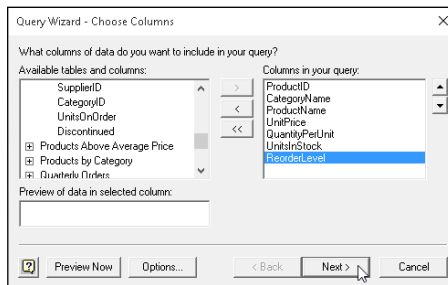 Query Wizard - Choose Columns
What columns of data do you want to include in your query?
Available tables and columns:
SupplierID
CategoryID
UnitsOnOrder
Discontinued
Products Above Average Price
Products by Category
Quarterly Orders
>
<
<<
Columns in your query:
ProductID
CategoryName
ProductName
UnitPrice
QuantityPerUnit
UnitsInStock
ReorderLevel
Preview of data in selected column:
Preview Now
Options...
< Back
Next >
Cancel